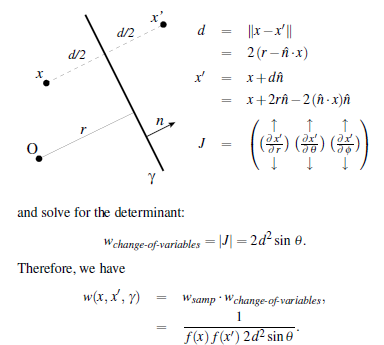 x'
d/2
d/2
x
r
n
O
γ
d = ‖x−x'‖
= 2(r−n̂·x)
x' = x+dn̂
= x+2rn̂−2(n̂·x)n̂
J = ( (∂x'/∂r) (∂x'/∂θ) (∂x'/∂ϕ) )
and solve for the determinant:
w_change-of-variables = |J| = 2d² sin θ.
Therefore, we have
w(x, x', γ) = w_samp · w_change-of-variables,
= 1 / (f(x) f(x') 2d² sin θ).